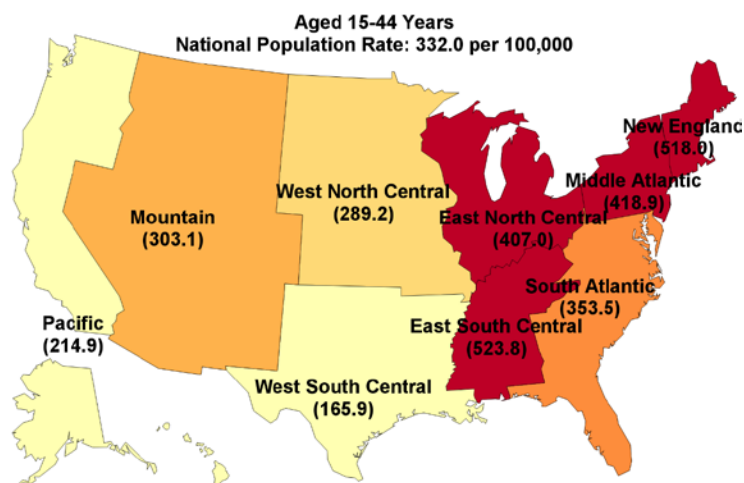 Aged 15-44 Years
National Population Rate: 332.0 per 100,000
New England
(518.0)
Middle Atlantic
(418.9)
West North Central
(289.2)
Mountain
(303.1)
East North Central
(407.0)
South Atlantic
(353.5)
Pacific
(214.9)
East South Central
(523.8)
West South Central
(165.9)